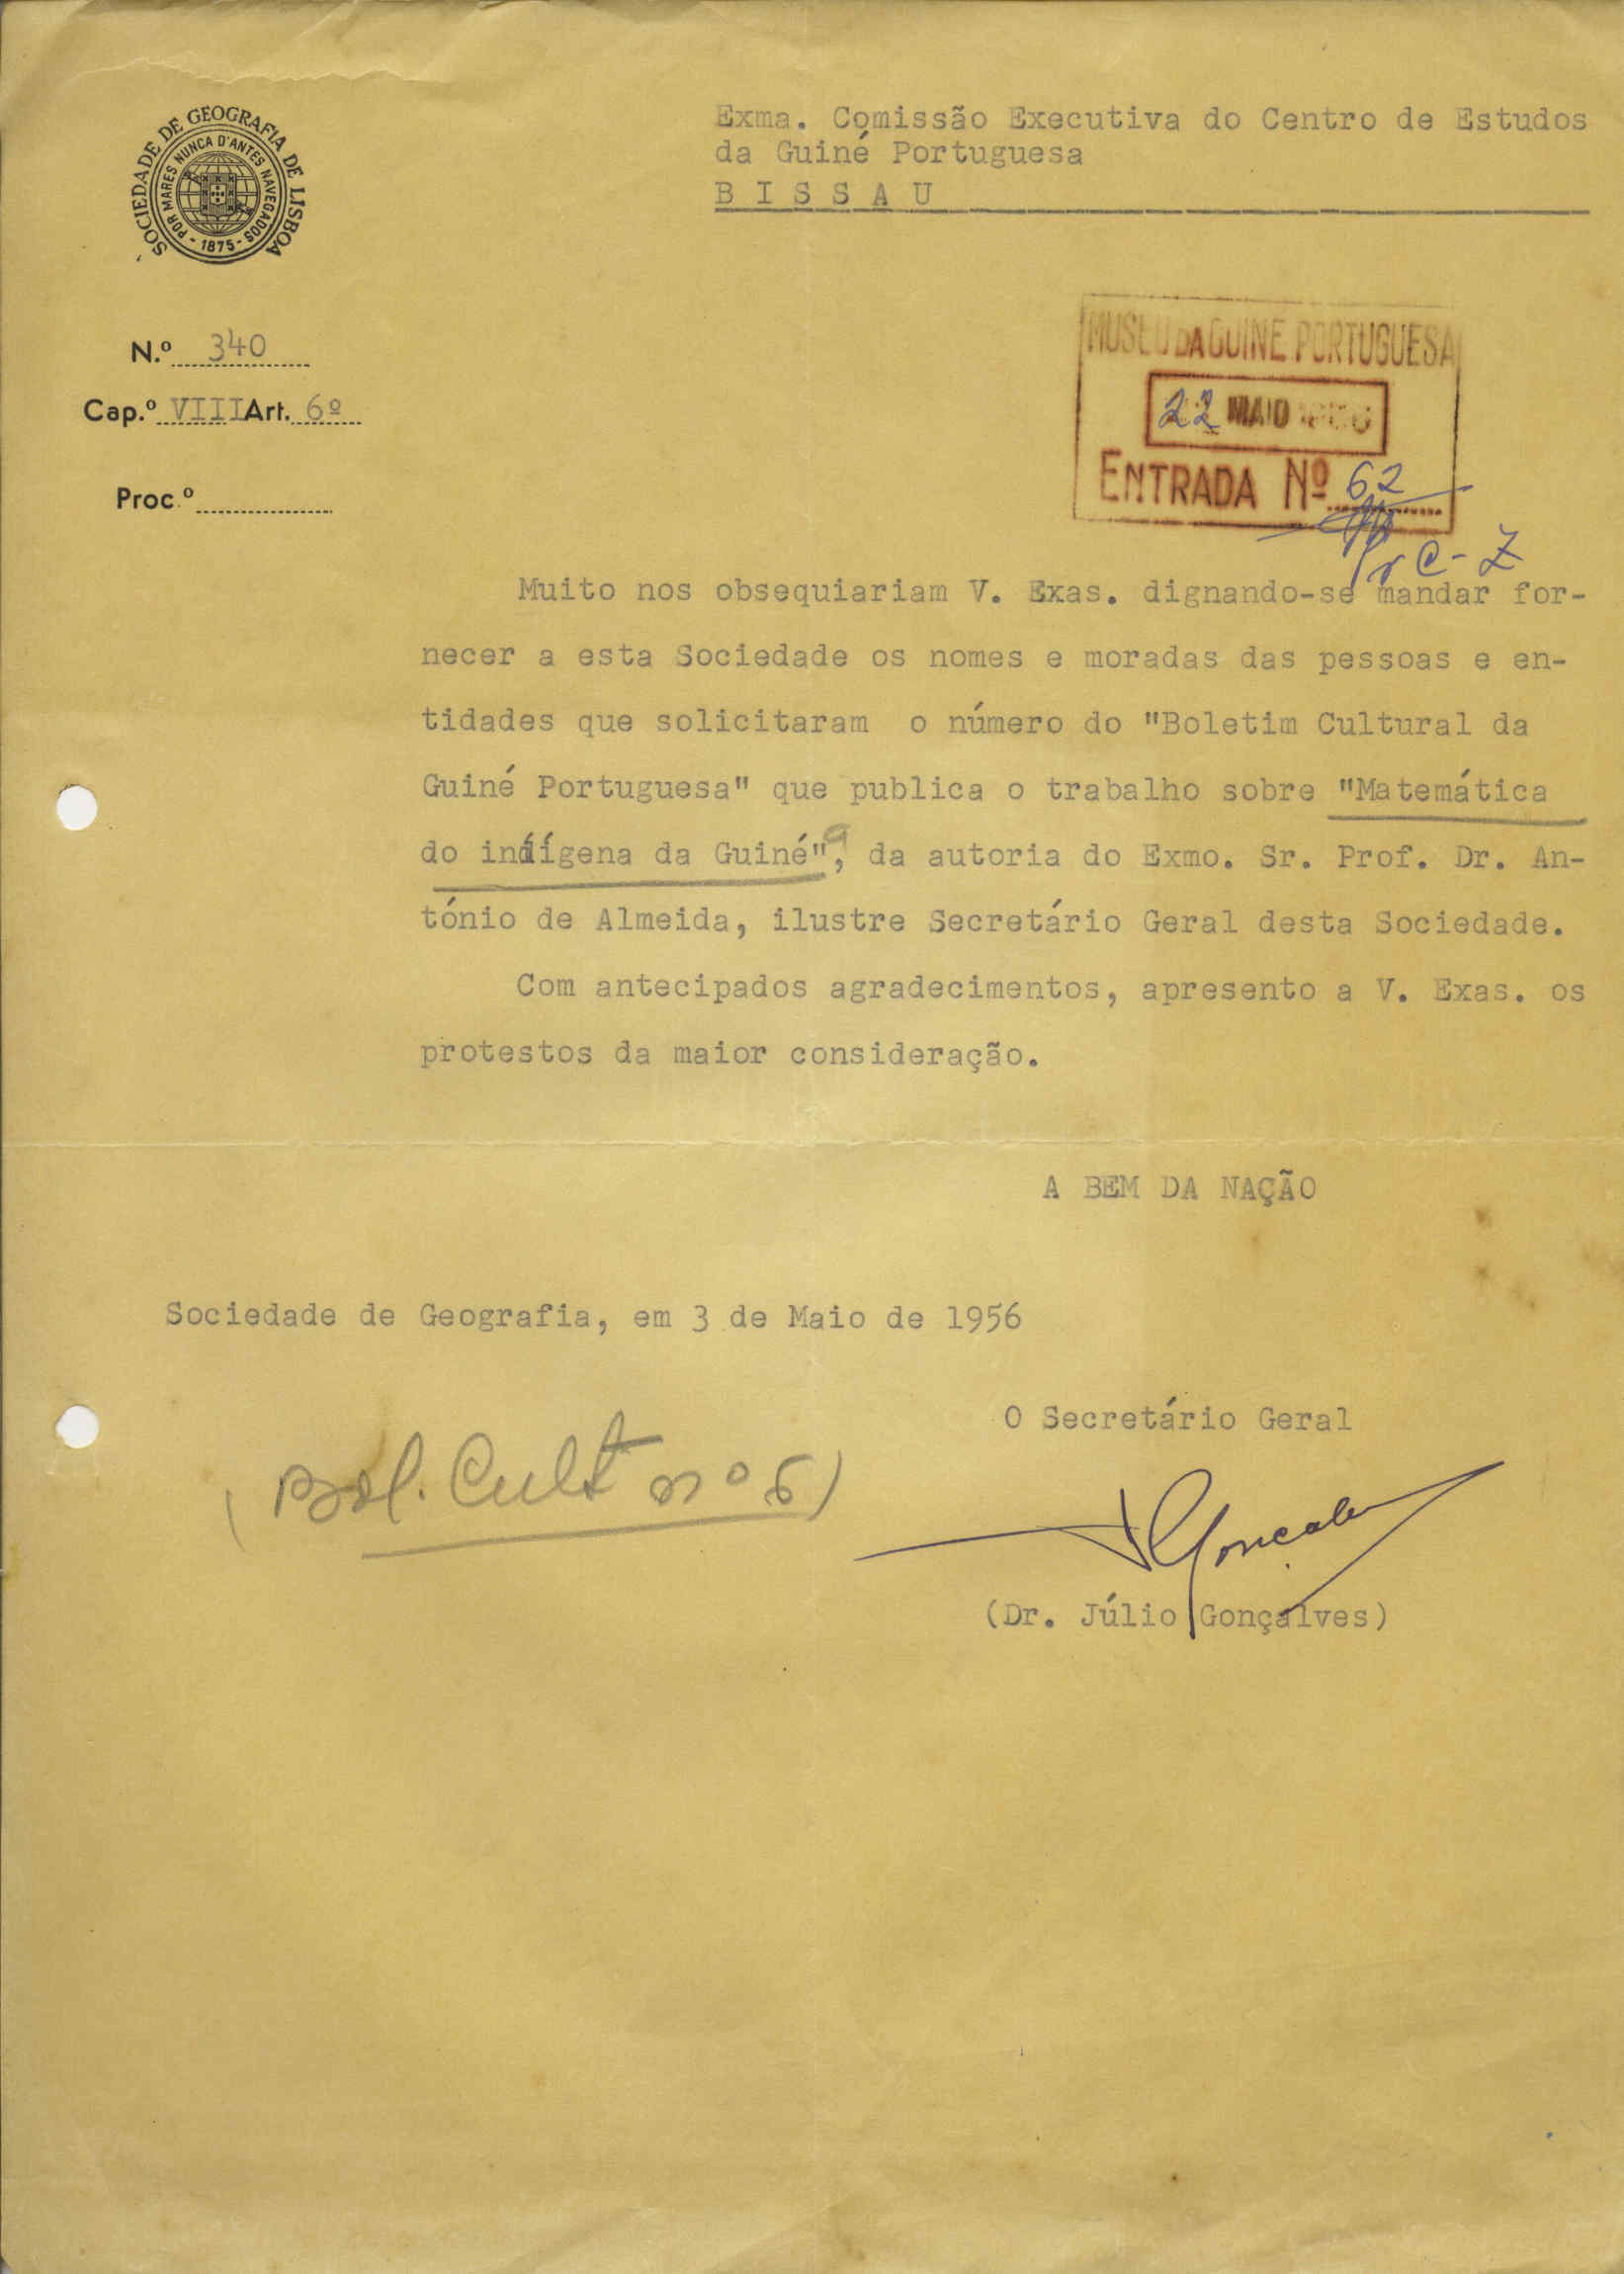 SOCIEDADE DE GEOGRAFIA DE LISBOA
POR MARES NUNCA D'ANTES NAVEGADOS
- 1875 -
Exma. Comissão Executiva do Centro de Estudos
da Guiné Portuguesa
B I S S A U
N.º 340
Cap.º VIII Art. 6º
Proc.º
MUSEU DA GUINÉ PORTUGUESA
22 MAIO
ENTRADA Nº 62
Muito nos obsequiariam V. Exas. dignando-se mandar for-
necer a esta Sociedade os nomes e moradas das pessoas e en-
tidades que solicitaram o número do "Boletim Cultural da
Guiné Portuguesa" que publica o trabalho sobre "Matemática
do indígena da Guiné", da autoria do Exmo. Sr. Prof. Dr. An-
tónio de Almeida, ilustre Secretário Geral desta Sociedade.
Com antecipados agradecimentos, apresento a V. Exas. os
protestos da maior consideração.
A BEM DA NAÇÃO
Sociedade de Geografia, em 3 de Maio de 1956
O Secretário Geral
(Bol. Cult nº 6)
JGonçalves
(Dr. Júlio Gonçalves)